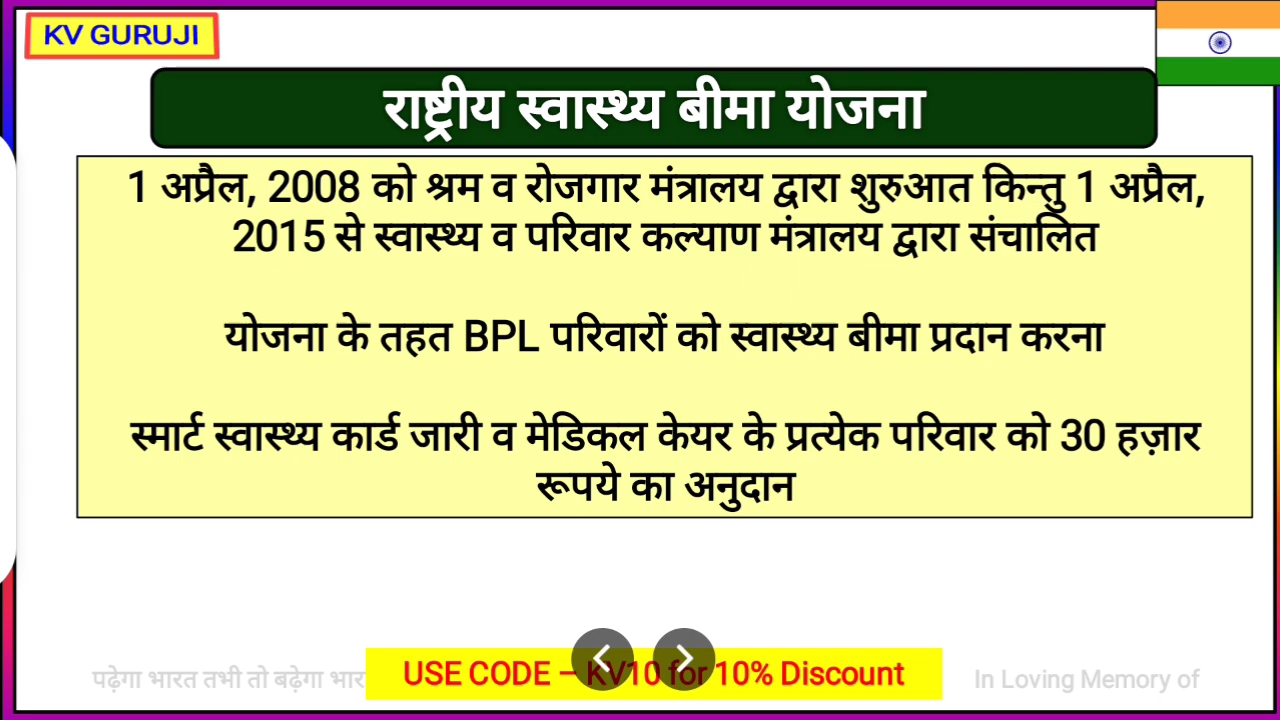 KV GURUJI
राष्ट्रीय स्वास्थ्य बीमा योजना
1 अप्रैल, 2008 को श्रम व रोजगार मंत्रालय द्वारा शुरुआत किन्तु 1 अप्रैल,
2015 से स्वास्थ्य व परिवार कल्याण मंत्रालय द्वारा संचालित
योजना के तहत BPL परिवारों को स्वास्थ्य बीमा प्रदान करना
स्मार्ट स्वास्थ्य कार्ड जारी व मेडिकल केयर के प्रत्येक परिवार को 30 हज़ार
रूपये का अनुदान
पढ़ेगा भारत तभी तो बढ़ेगा भार
USE CODE – KV10 for 10% Discount
In Loving Memory of